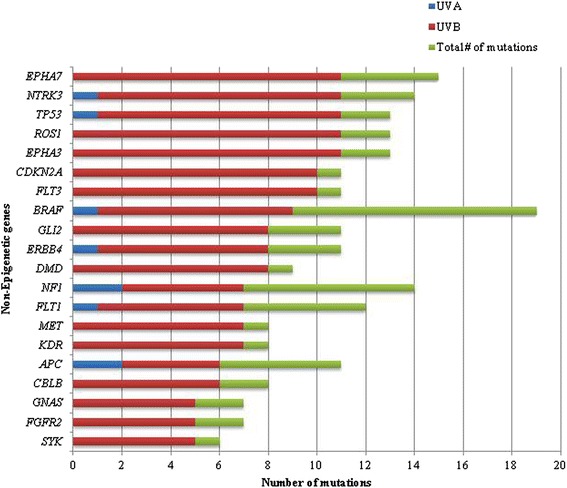 UVA
UVB
Total# of mutations
Non-Epigenetic genes
EPHA7
NTRK3
TP53
ROS1
EPHA3
CDKN2A
FLT3
BRAF
GLI2
ERBB4
DMD
NF1
FLT1
MET
KDR
APC
CBLB
GNAS
FGFR2
SYK
0 2 4 6 8 10 12 14 16 18 20
Number of mutations